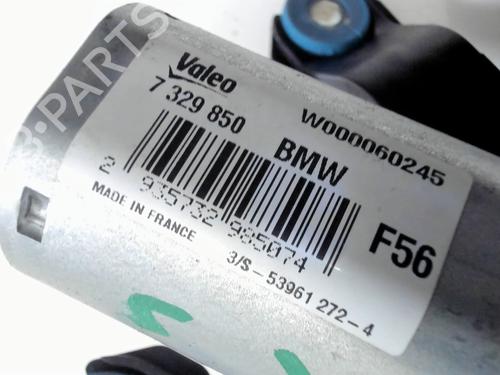 Valeo
7 329 850
W000060245
BMW
2 935732 985074
MADE IN FRANCE
F56
3/S - 53961 272-4
B-PARTS